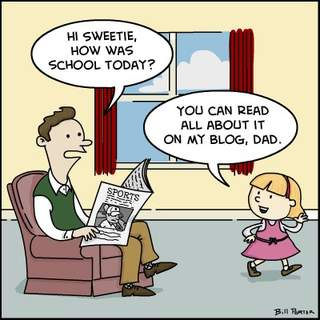 HI SWEETIE,
HOW WAS
SCHOOL TODAY?
YOU CAN READ
ALL ABOUT IT
ON MY BLOG, DAD.
SPORTS
Bill Porter